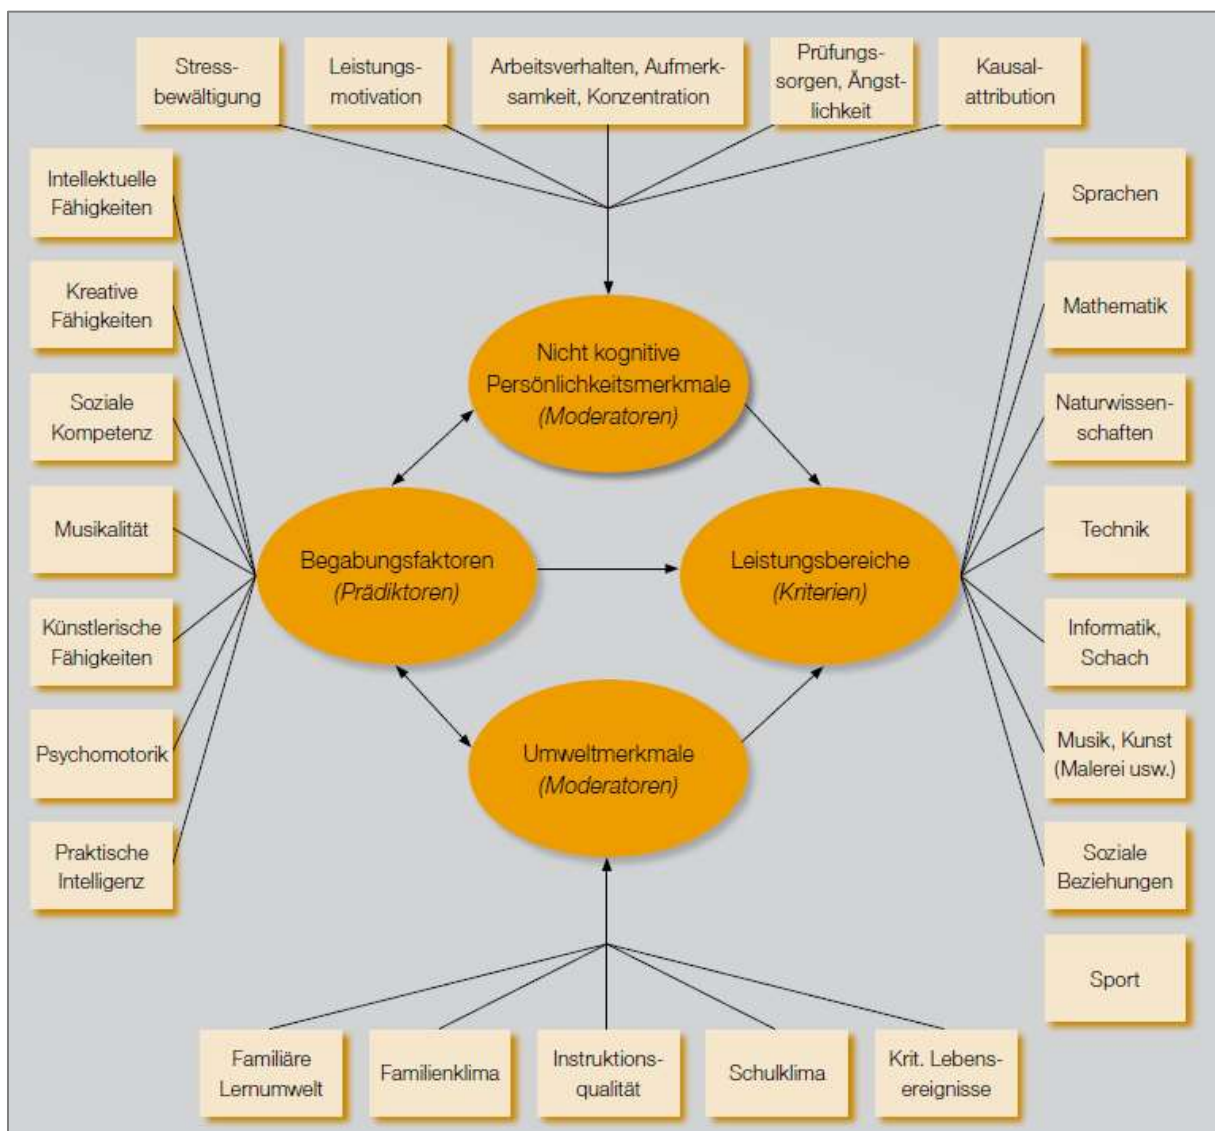 Stress-
bewältigung
Leistungs-
motivation
Arbeitsverhalten, Aufmerk-
samkeit, Konzentration
Prüfungs-
sorgen, Ängst-
lichkeit
Kausal-
attribution
Intellektuelle
Fähigkeiten
Kreative
Fähigkeiten
Soziale
Kompetenz
Musikalität
Künstlerische
Fähigkeiten
Psychomotorik
Praktische
Intelligenz
Nicht kognitive
Persönlichkeitsmerkmale
(Moderatoren)
Begabungsfaktoren
(Prädiktoren)
Leistungsbereiche
(Kriterien)
Umweltmerkmale
(Moderatoren)
Sprachen
Mathematik
Naturwissen-
schaften
Technik
Informatik,
Schach
Musik, Kunst
(Malerei usw.)
Soziale
Beziehungen
Sport
Familiäre
Lernumwelt
Familienklima
Instruktions-
qualität
Schulklima
Krit. Lebens-
ereignisse